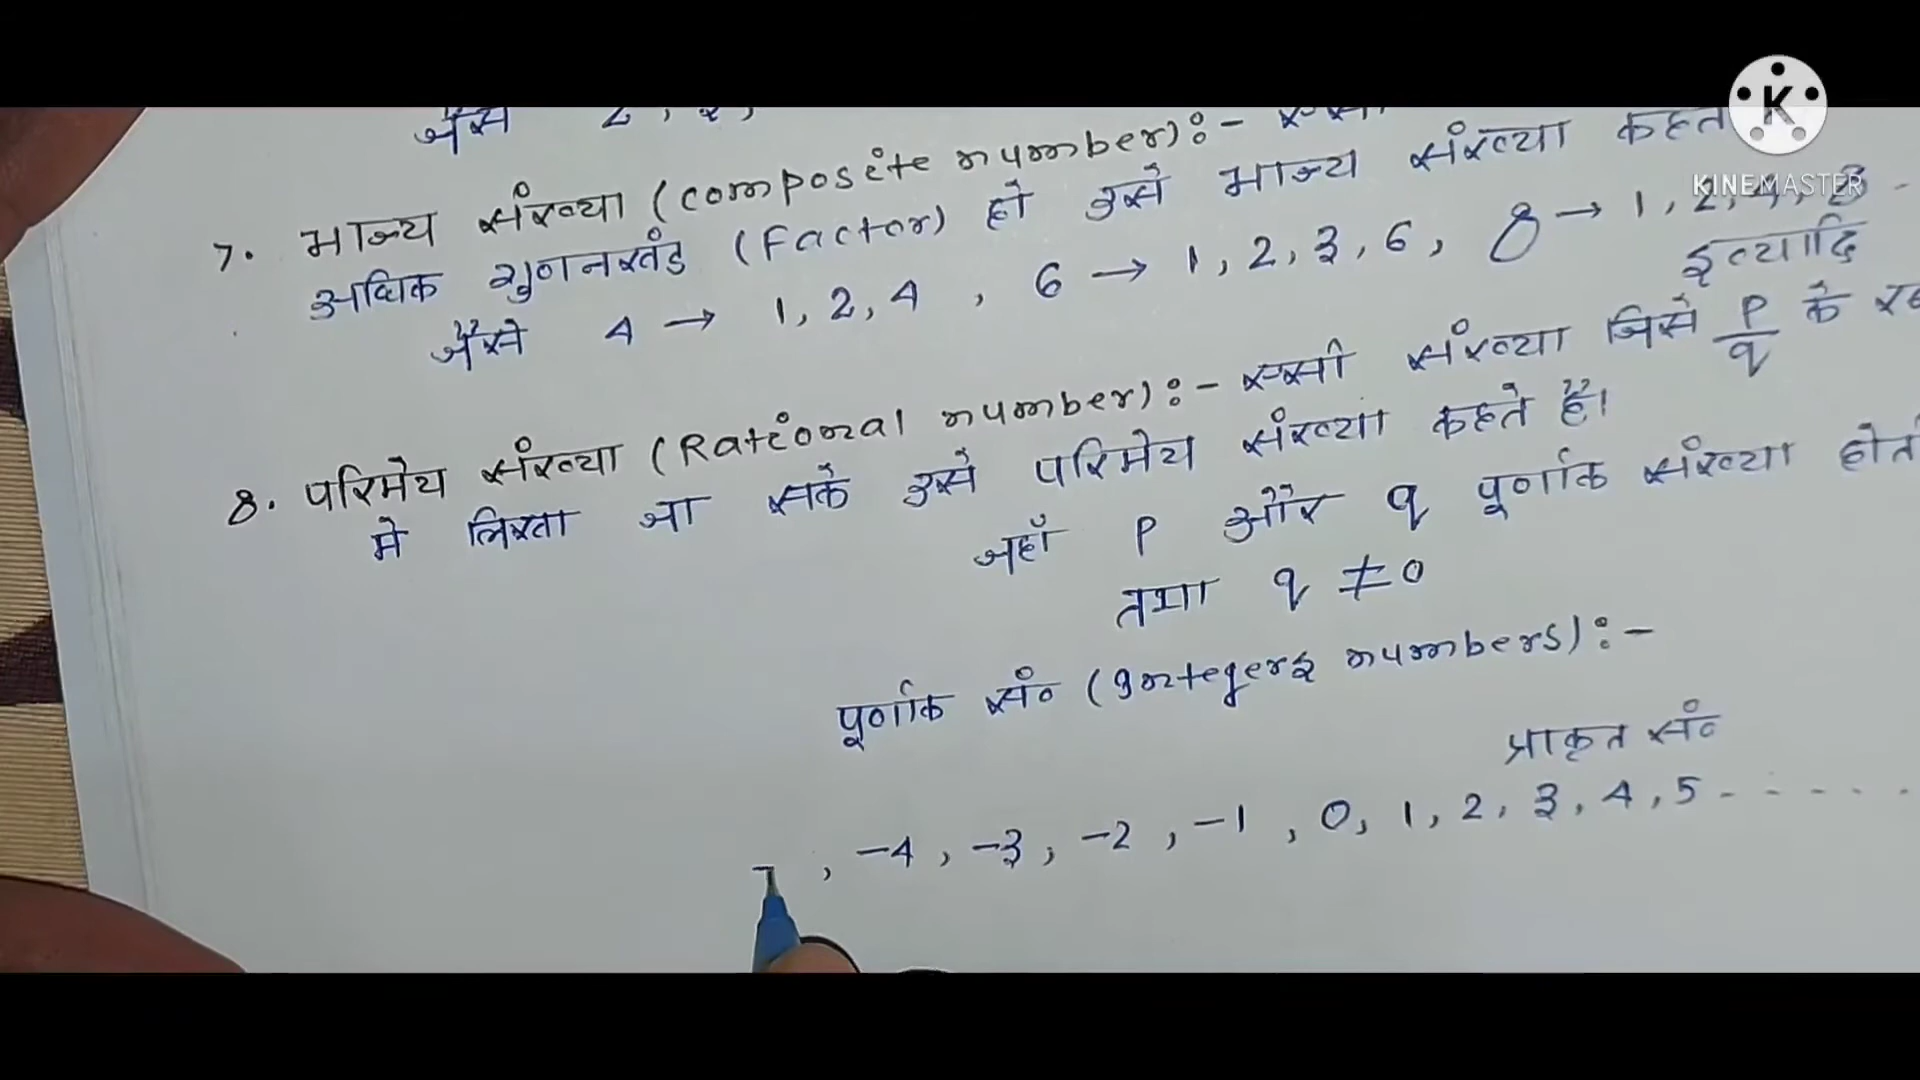 जैसे 2, 3,
7. भाज्य संख्या (composite number):-
अधिक गुणनखंड (Factor) हो उसे भाज्य संख्या कहते
जैसे 4 → 1, 2, 4 , 6 → 1, 2, 3, 6, 8 → 1, 2, 4, 8
इत्यादि
8. परिमेय संख्या (Rational number):- ऐसी संख्या जिसे p/q के
मे लिखा जा सके उसे परिमेय संख्या कहते हैं।
जहाँ p और q पूर्णांक संख्या
तथा q ≠ 0
पूर्णांक सं० (Integers numbers):-
प्राकृत सं०
- , -4, -3, -2, -1, 0, 1, 2, 3, 4, 5 - - - - -
K
KINEMASTER